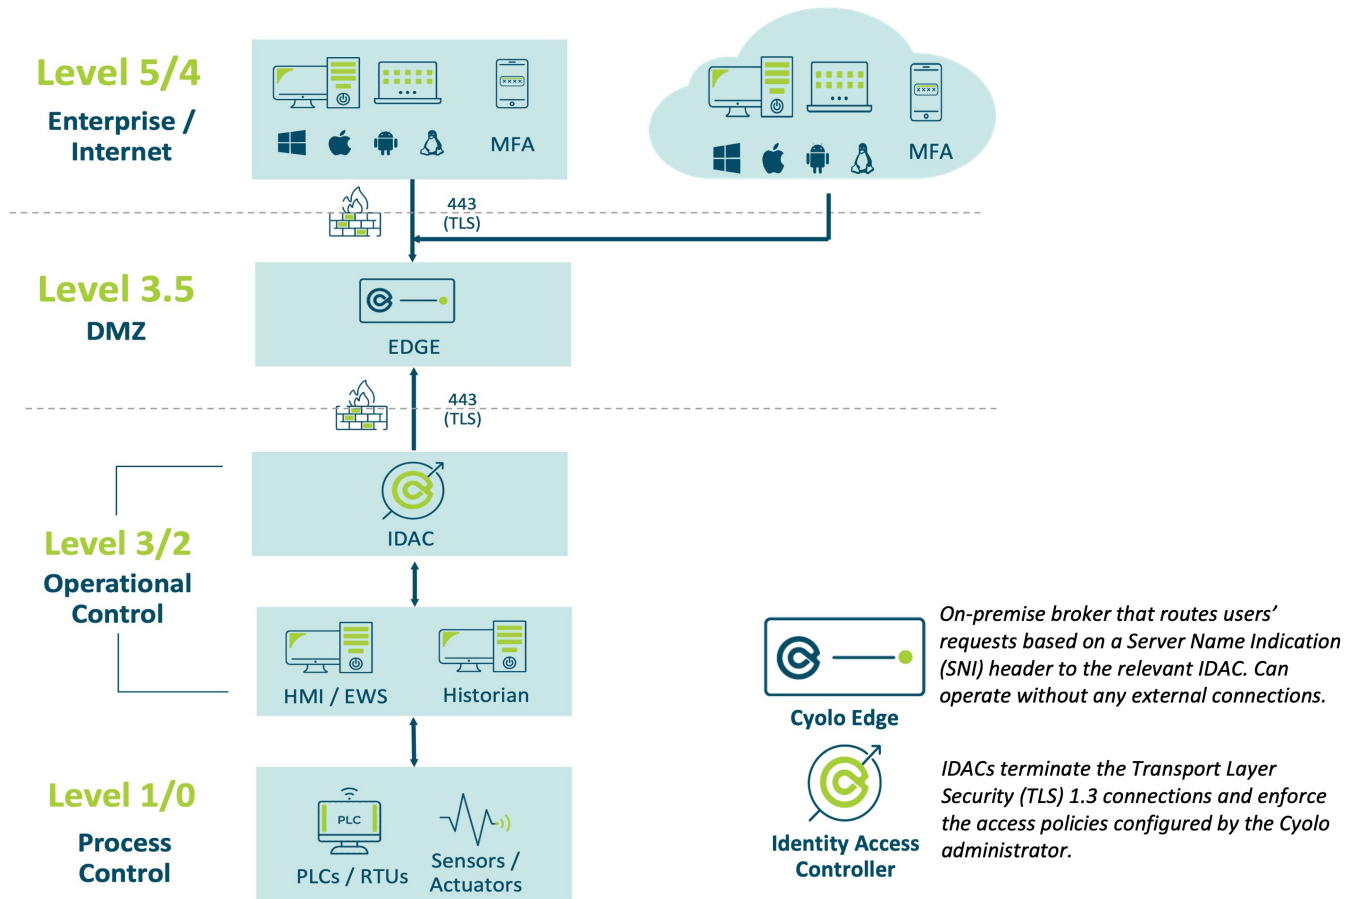 Level 5/4
Enterprise /
Internet
MFA
MFA
443
(TLS)
Level 3.5
DMZ
EDGE
443
(TLS)
IDAC
Level 3/2
Operational
Control
HMI / EWS
Historian
Level 1/0
Process
Control
PLC
PLCs / RTUs
Sensors /
Actuators
On-premise broker that routes users’
requests based on a Server Name Indication
(SNI) header to the relevant IDAC. Can
operate without any external connections.
Cyolo Edge
IDACs terminate the Transport Layer
Security (TLS) 1.3 connections and enforce
the access policies configured by the Cyolo
administrator.
Identity Access
Controller